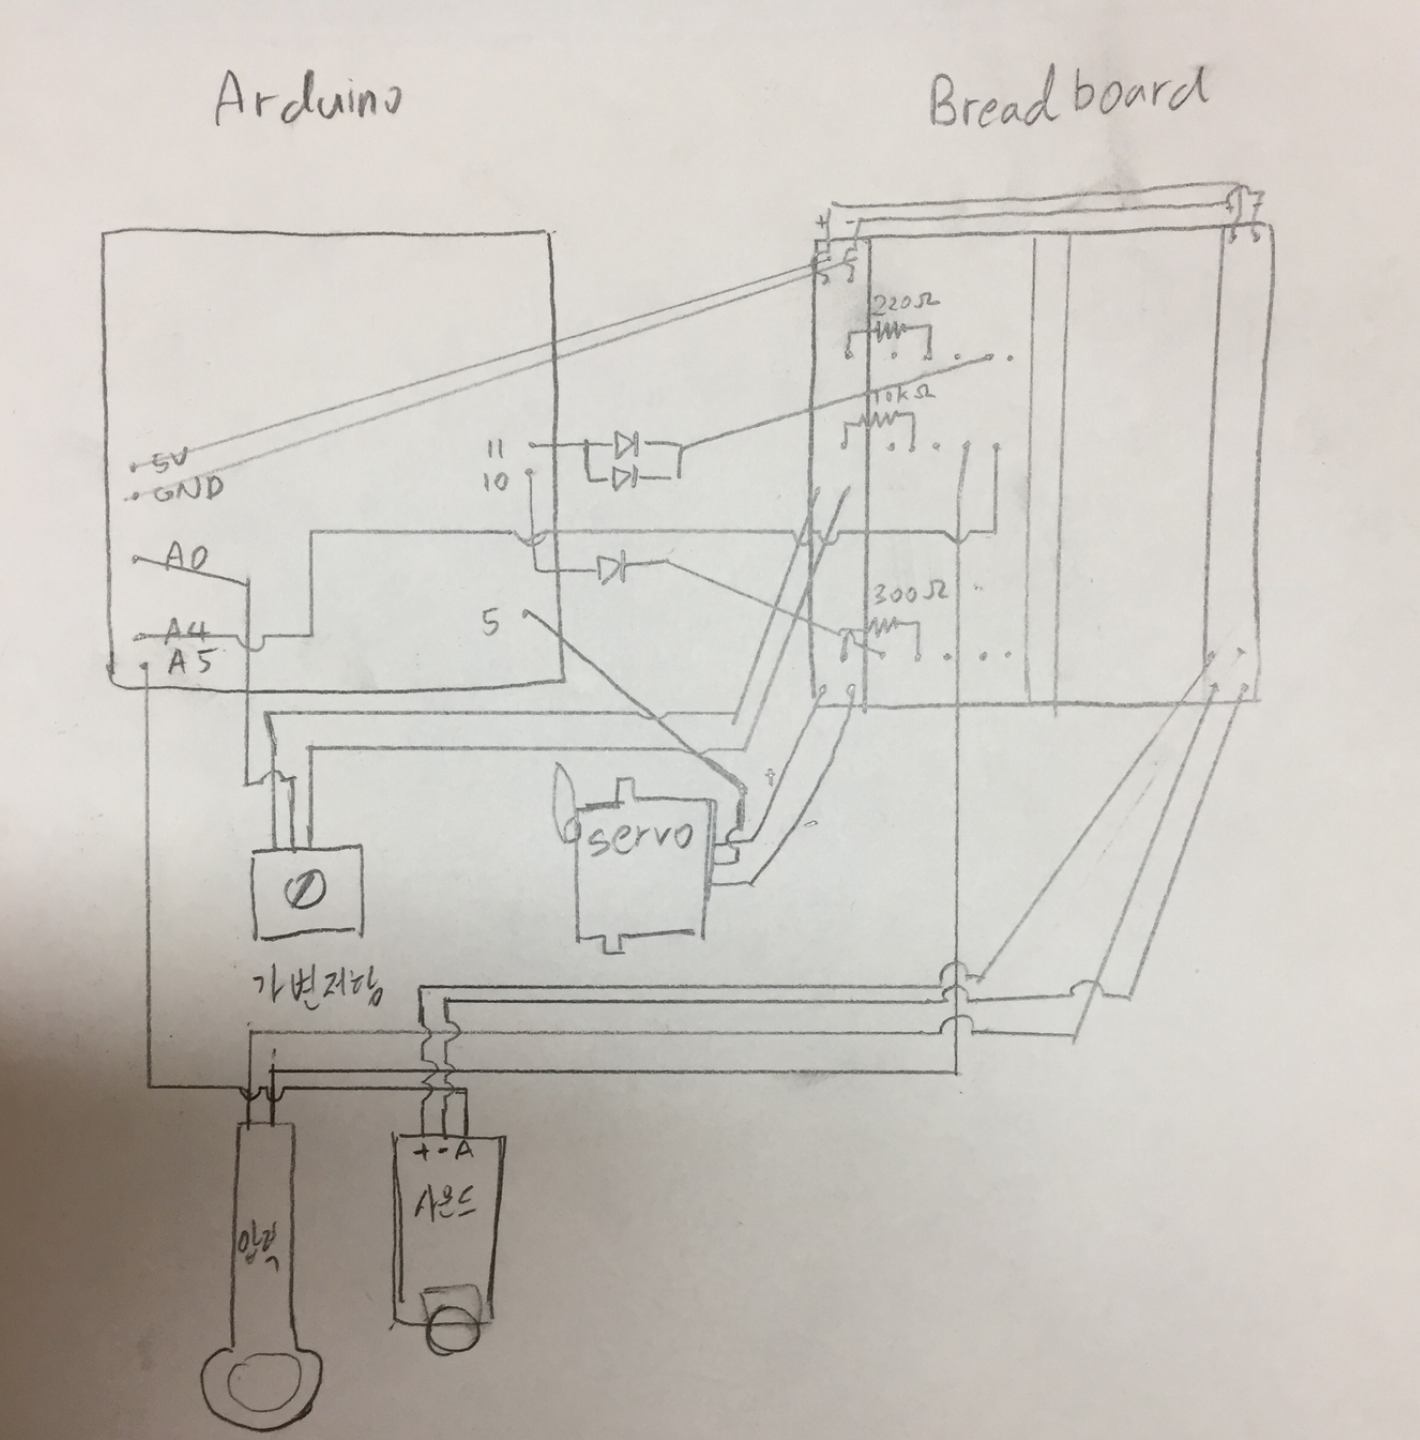 Arduino
Breadboard
+ -
220Ω
10kΩ
5V
GND
11
10
A0
A4
A5
5
300Ω
+
-
servo
가변저항
+ - A
사운드
압력